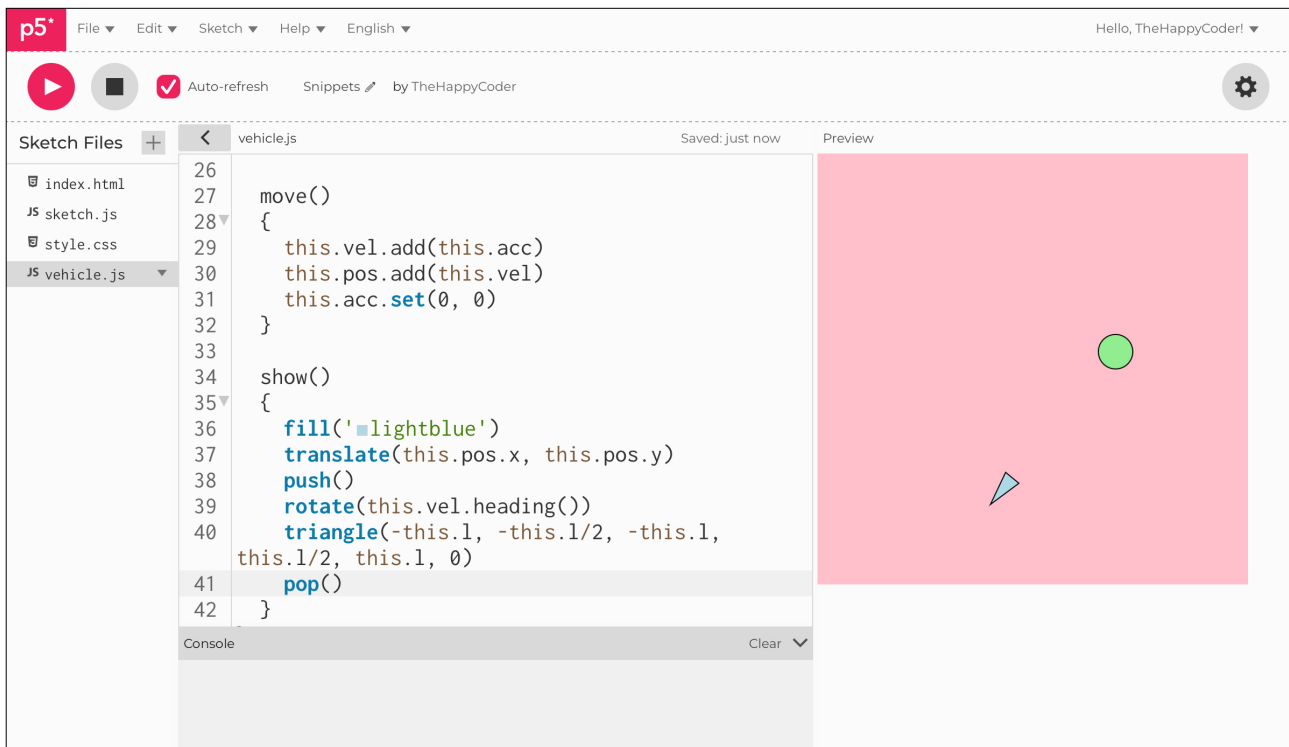 p5* File Edit Sketch Help English Hello, TheHappyCoder!
Auto-refresh Snippets by TheHappyCoder
Sketch Files +
index.html
JS sketch.js
style.css
JS vehicle.js
vehicle.js Saved: just now
26
27 move()
28 {
29 this.vel.add(this.acc)
30 this.pos.add(this.vel)
31 this.acc.set(0, 0)
32 }
33
34 show()
35 {
36 fill('lightblue')
37 translate(this.pos.x, this.pos.y)
38 push()
39 rotate(this.vel.heading())
40 triangle(-this.l, -this.l/2, -this.l,
this.l/2, this.l, 0)
41 pop()
42 }
Console Clear
Preview